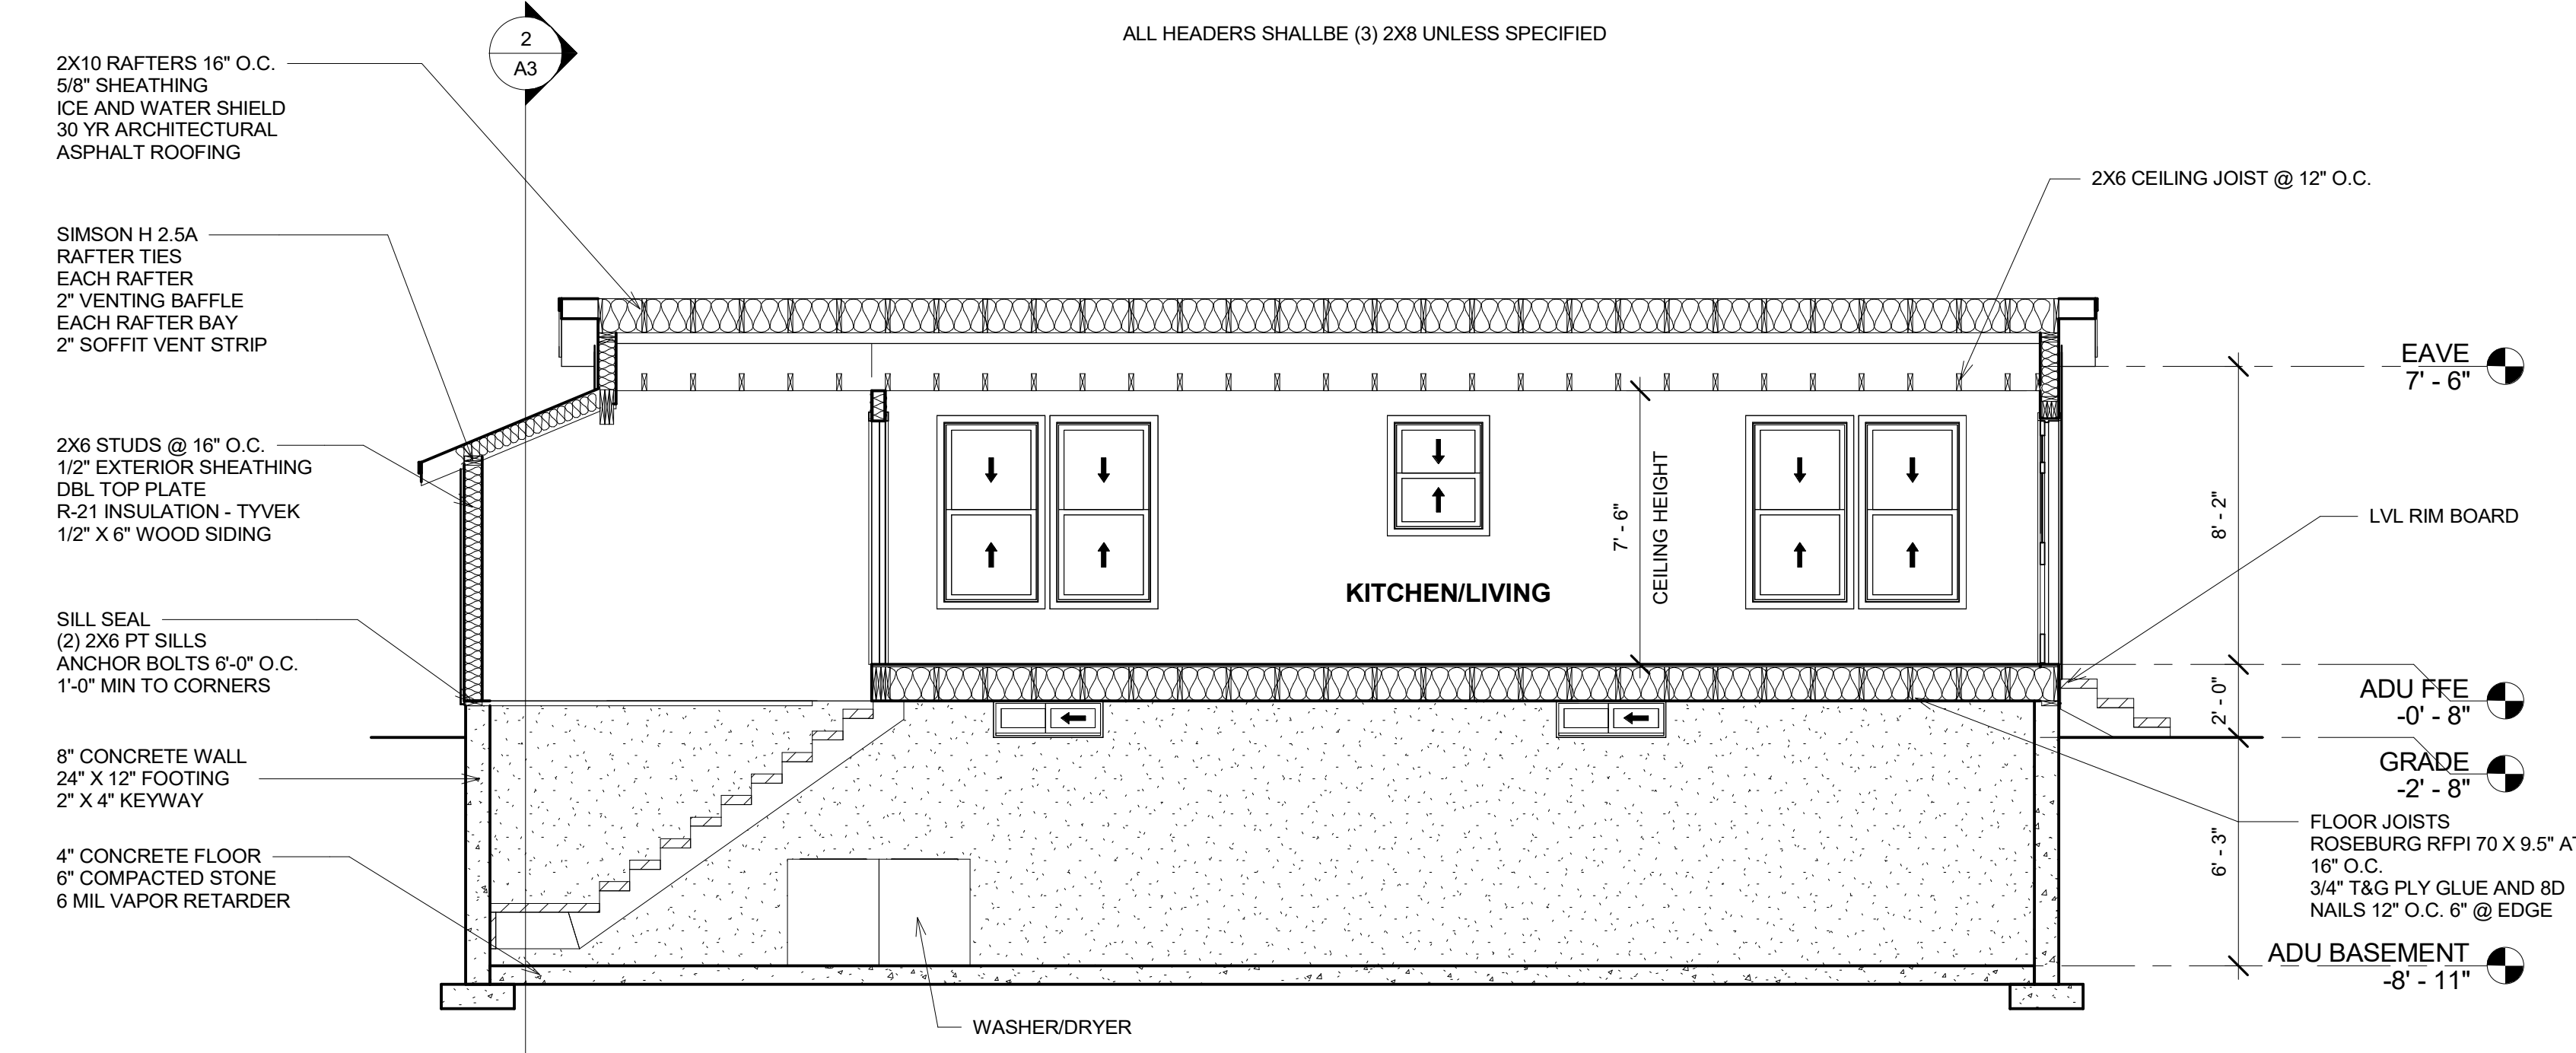 ALL HEADERS SHALLBE (3) 2X8 UNLESS SPECIFIED
2
A3
2X10 RAFTERS 16" O.C.
5/8" SHEATHING
ICE AND WATER SHIELD
30 YR ARCHITECTURAL
ASPHALT ROOFING
SIMSON H 2.5A
RAFTER TIES
EACH RAFTER
2" VENTING BAFFLE
EACH RAFTER BAY
2" SOFFIT VENT STRIP
2X6 STUDS @ 16" O.C.
1/2" EXTERIOR SHEATHING
DBL TOP PLATE
R-21 INSULATION - TYVEK
1/2" X 6" WOOD SIDING
SILL SEAL
(2) 2X6 PT SILLS
ANCHOR BOLTS 6'-0" O.C.
1'-0" MIN TO CORNERS
8" CONCRETE WALL
24" X 12" FOOTING
2" X 4" KEYWAY
4" CONCRETE FLOOR
6" COMPACTED STONE
6 MIL VAPOR RETARDER
KITCHEN/LIVING
7' - 6"
CEILING HEIGHT
WASHER/DRYER
2X6 CEILING JOIST @ 12" O.C.
EAVE
7' - 6"
8' - 2"
LVL RIM BOARD
ADU FFE
-0' - 8"
2' - 0"
GRADE
-2' - 8"
6' - 3"
FLOOR JOISTS
ROSEBURG RFPI 70 X 9.5" AT
16" O.C.
3/4" T&G PLY GLUE AND 8D
NAILS 12" O.C. 6" @ EDGE
ADU BASEMENT
-8' - 11"